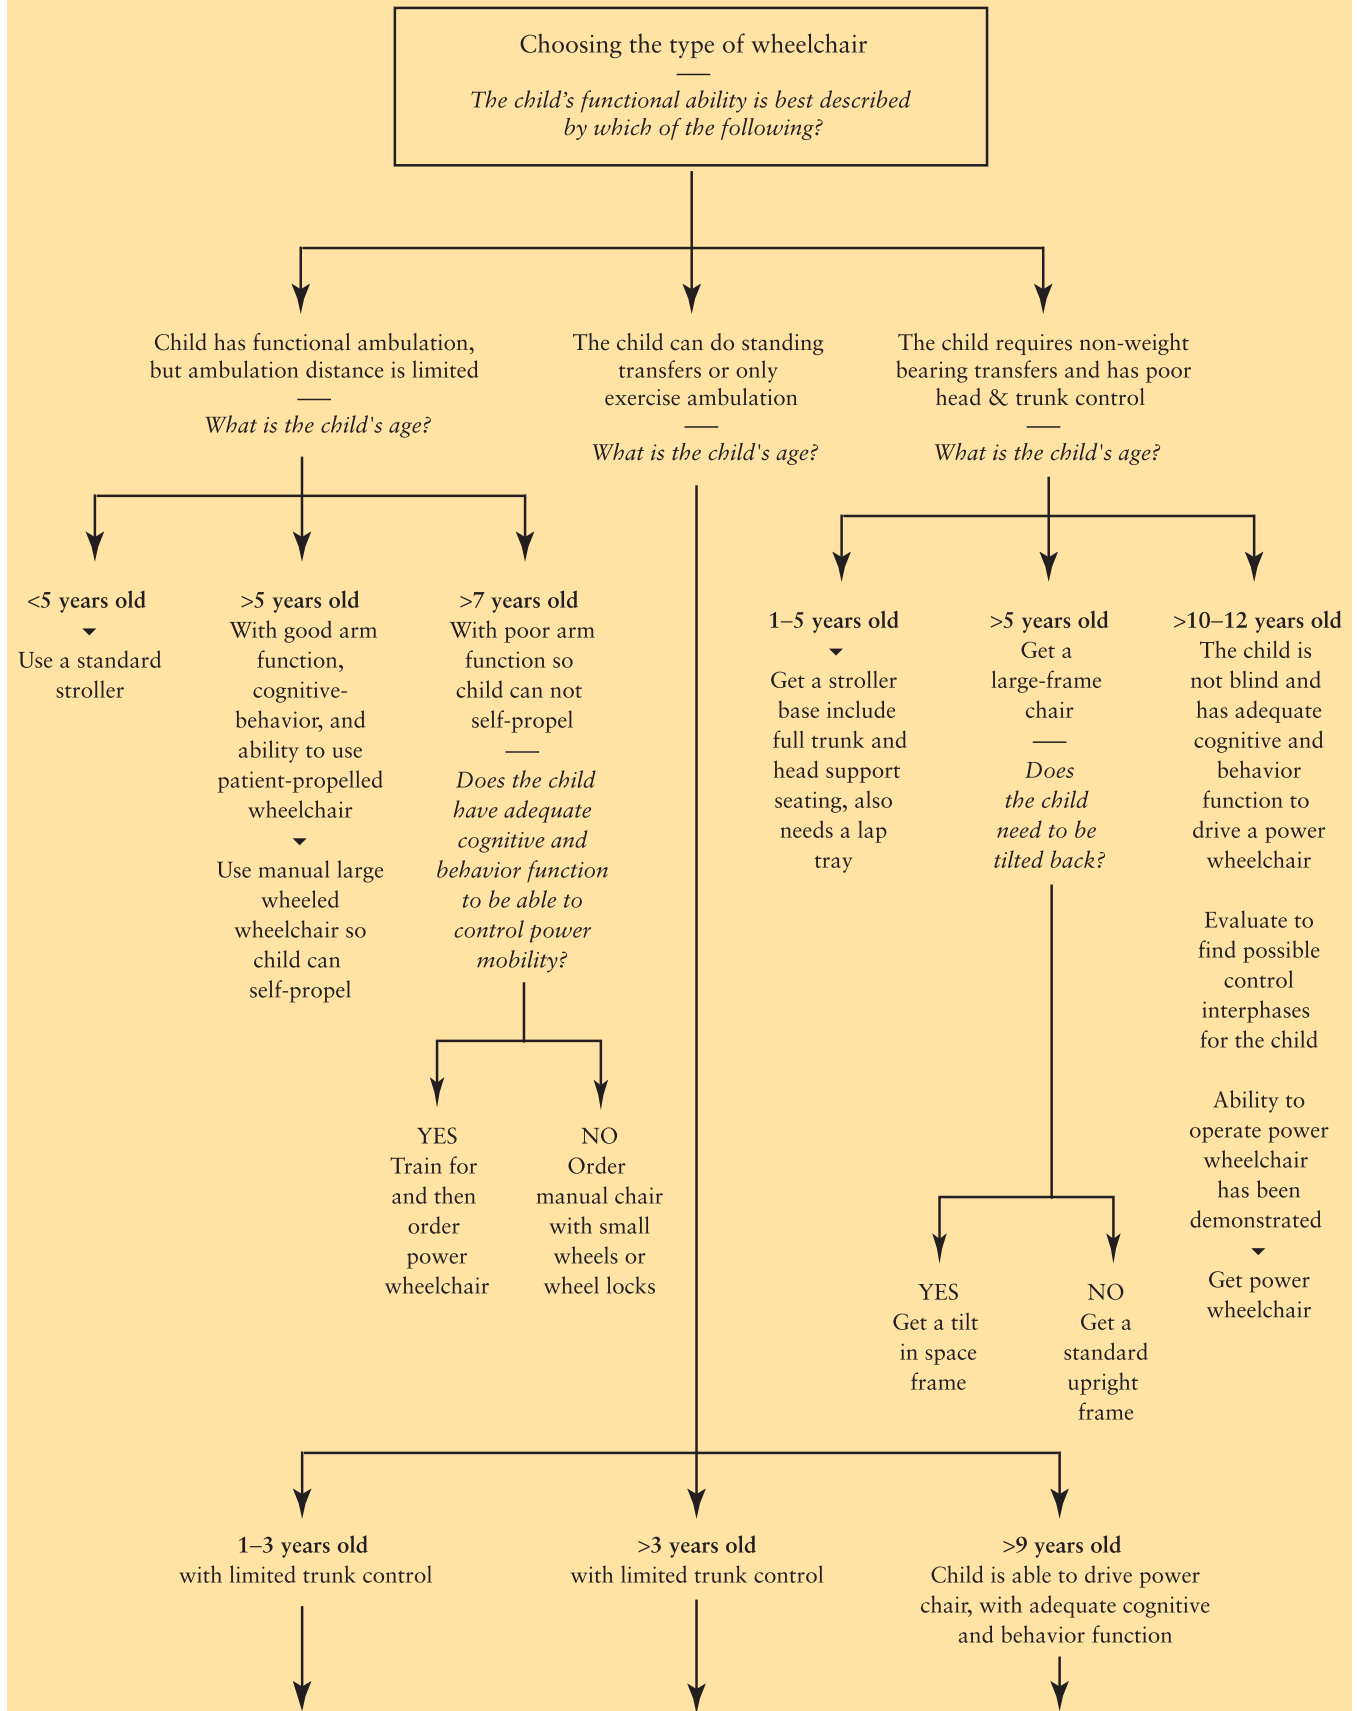 Choosing the type of wheelchair
The child’s functional ability is best described
by which of the following?
Child has functional ambulation,
but ambulation distance is limited
What is the child's age?
The child can do standing
transfers or only
exercise ambulation
What is the child's age?
The child requires non-weight
bearing transfers and has poor
head & trunk control
What is the child's age?
<5 years old
Use a standard
stroller
>5 years old
With good arm
function,
cognitive-
behavior, and
ability to use
patient-propelled
wheelchair
Use manual large
wheeled
wheelchair so
child can
self-propel
>7 years old
With poor arm
function so
child can not
self-propel
Does the child
have adequate
cognitive and
behavior function
to be able to
control power
mobility?
YES
Train for
and then
order
power
wheelchair
NO
Order
manual chair
with small
wheels or
wheel locks
1–5 years old
Get a stroller
base include
full trunk and
head support
seating, also
needs a lap
tray
>5 years old
Get a
large-frame
chair
Does
the child
need to be
tilted back?
YES
Get a tilt
in space
frame
NO
Get a
standard
upright
frame
>10–12 years old
The child is
not blind and
has adequate
cognitive and
behavior
function to
drive a power
wheelchair
Evaluate to
find possible
control
interphases
for the child
Ability to
operate power
wheelchair
has been
demonstrated
Get power
wheelchair
1–3 years old
with limited trunk control
>3 years old
with limited trunk control
>9 years old
Child is able to drive power
chair, with adequate cognitive
and behavior function